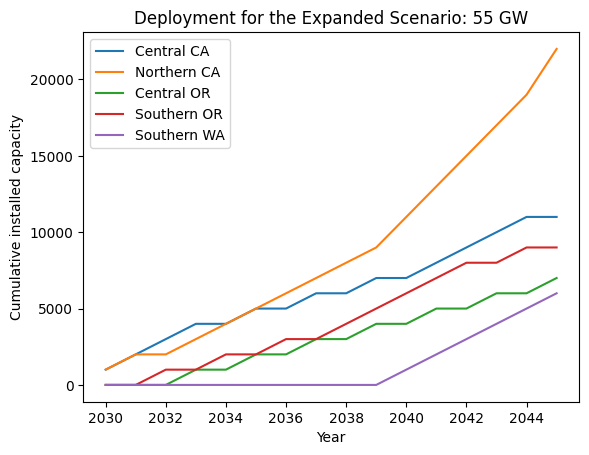 Deployment for the Expanded Scenario: 55 GW
Central CA
Northern CA
Central OR
Southern OR
Southern WA
Cumulative installed capacity
20000
15000
10000
5000
0
2030 2032 2034 2036 2038 2040 2042 2044
Year